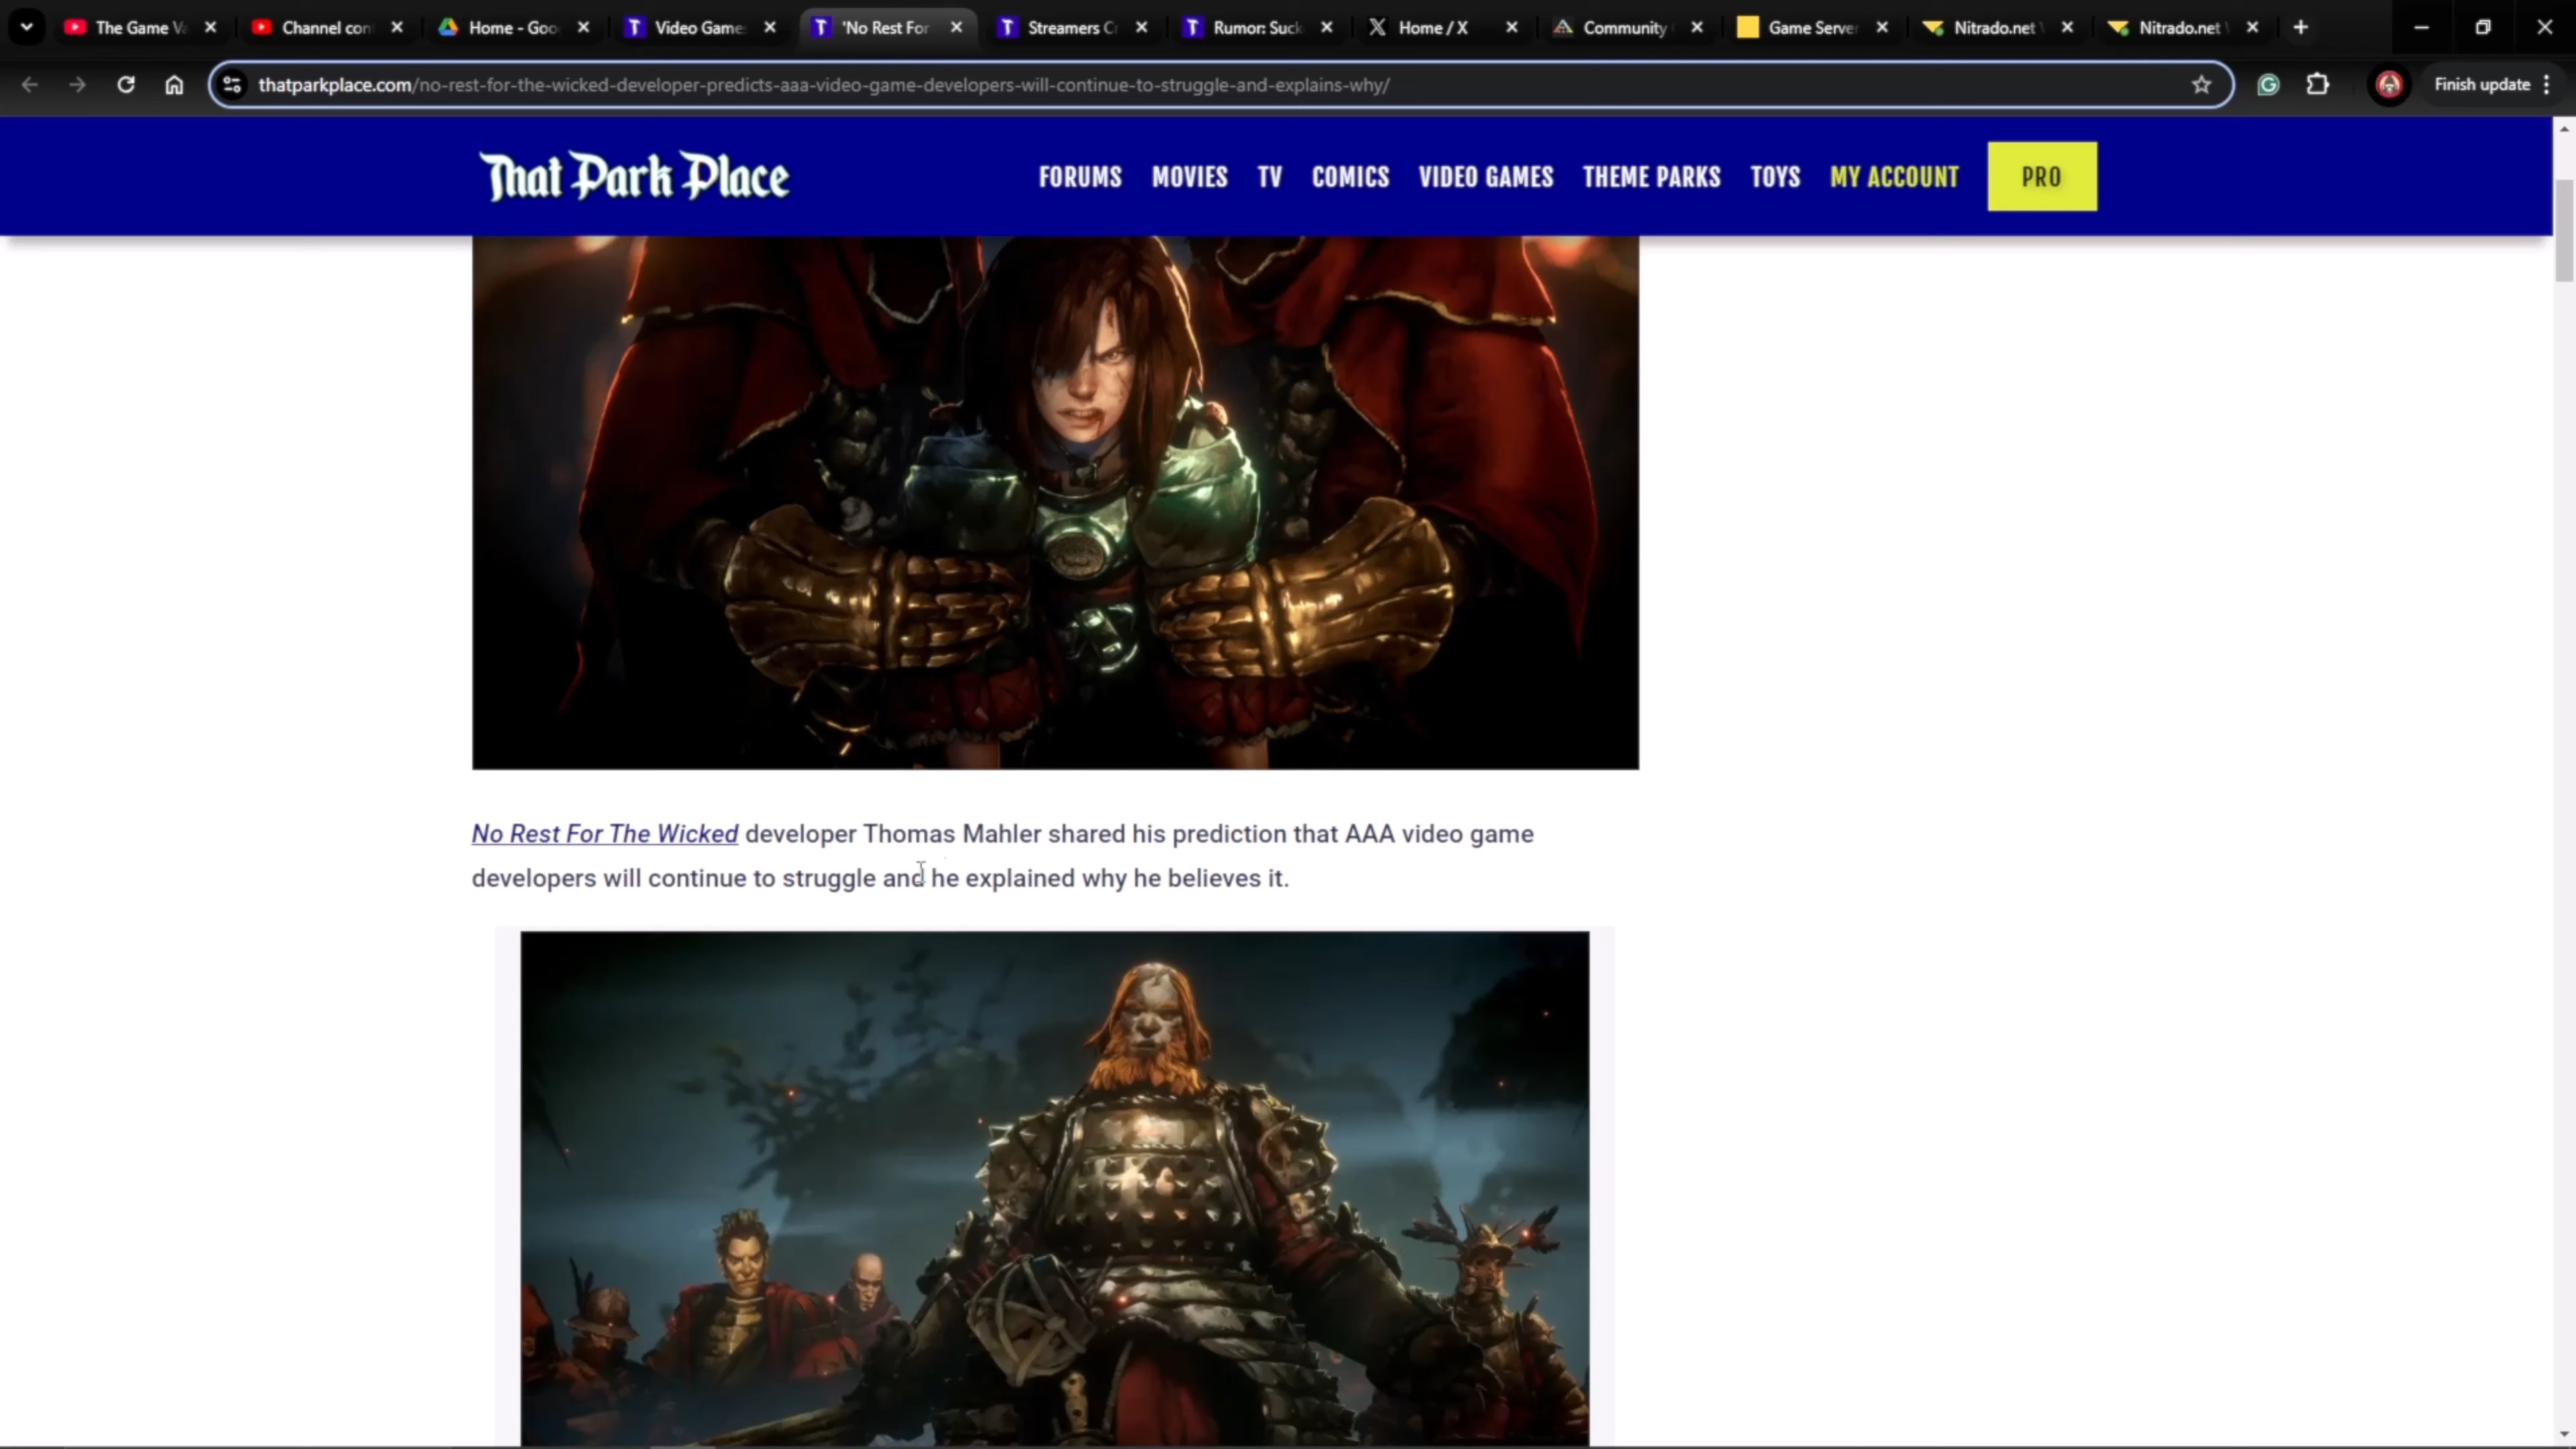 The Game Va
Channel con
Home - Goo
Video Game
'No Rest For
Streamers Cr
Rumor: Suck
Home / X
Community
Game Server
Nitrado.net
Nitrado.net
thatparkplace.com/no-rest-for-the-wicked-developer-predicts-aaa-video-game-developers-will-continue-to-struggle-and-explains-why/
Finish update
That Park Place
FORUMS MOVIES TV COMICS VIDEO GAMES THEME PARKS TOYS MY ACCOUNT PRO
No Rest For The Wicked developer Thomas Mahler shared his prediction that AAA video game
developers will continue to struggle and he explained why he believes it.